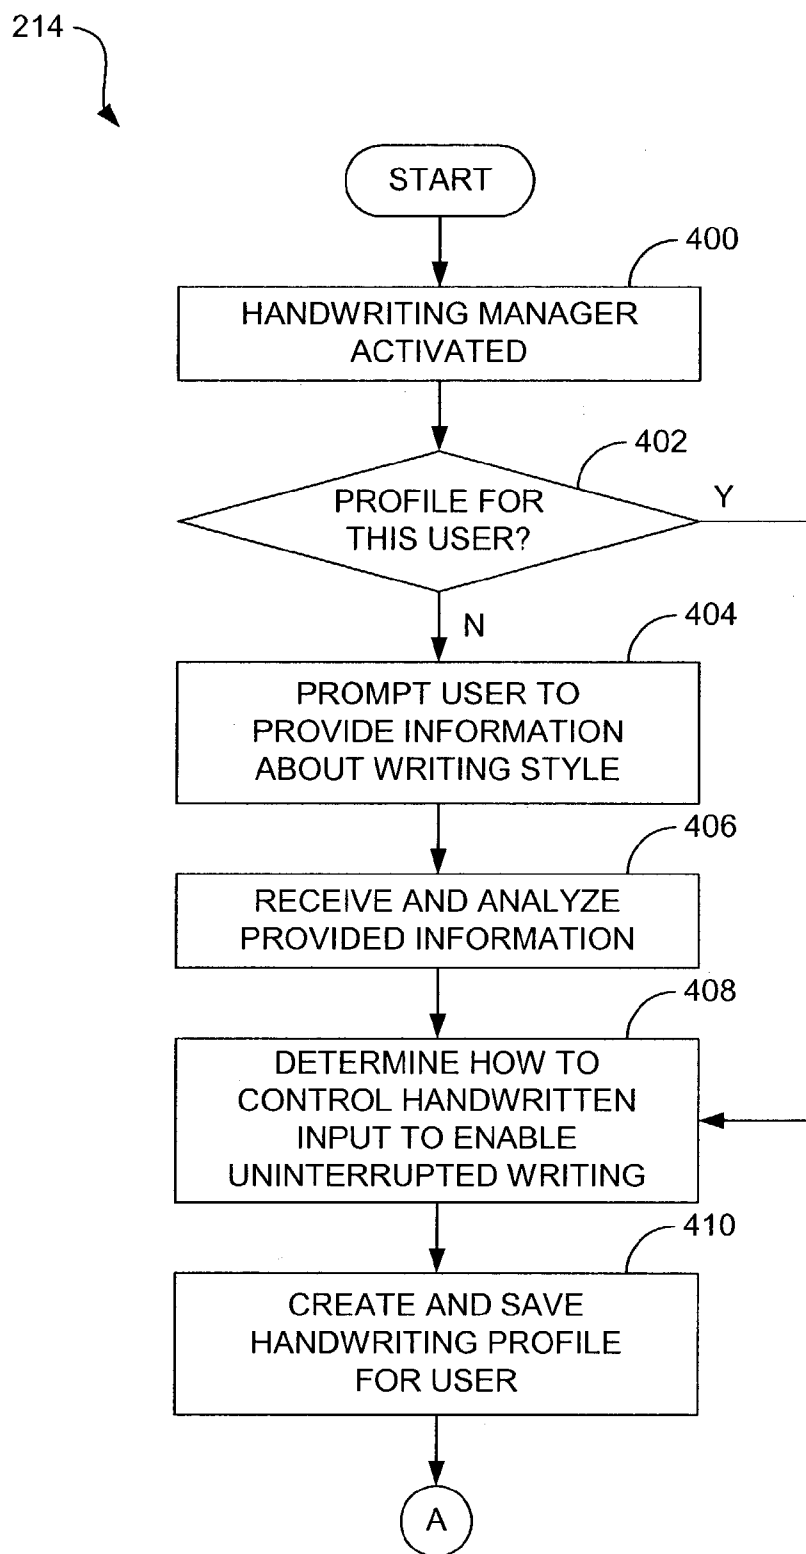 214
START
400
HANDWRITING MANAGER
ACTIVATED
402
PROFILE FOR
THIS USER?
Y
N
404
PROMPT USER TO
PROVIDE INFORMATION
ABOUT WRITING STYLE
406
RECEIVE AND ANALYZE
PROVIDED INFORMATION
408
DETERMINE HOW TO
CONTROL HANDWRITTEN
INPUT TO ENABLE
UNINTERRUPTED WRITING
410
CREATE AND SAVE
HANDWRITING PROFILE
FOR USER
A